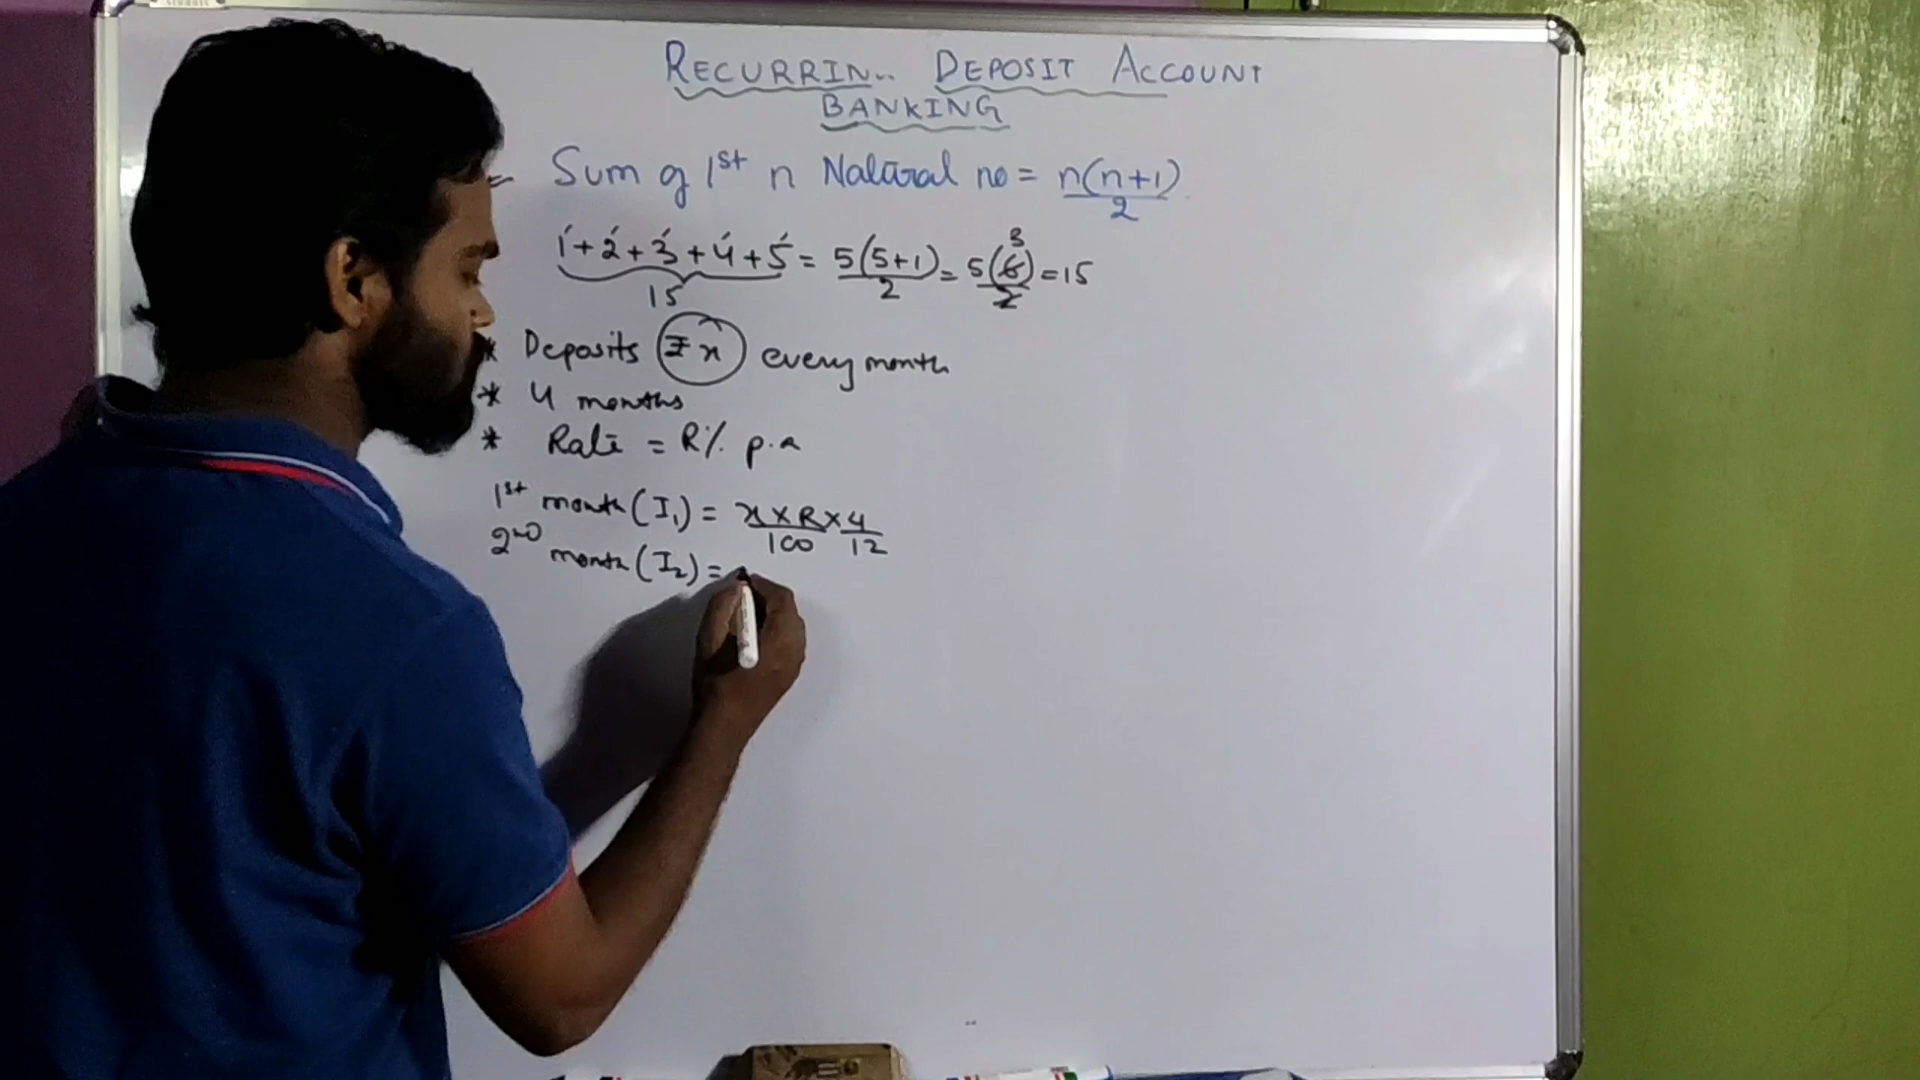 RECURRIN.. DEPOSIT ACCOUNT
BANKING
Sum of 1st n Natural no = n(n+1)/2
1+2+3+4+5 = 5(5+1)/2 = 5(6)/2 = 15
3
15
* Deposits ₹x every month
* 4 months
* Rate = R% p.a
1st month (I₁) = x×R/100 × 4/12
2nd month (I₂) =